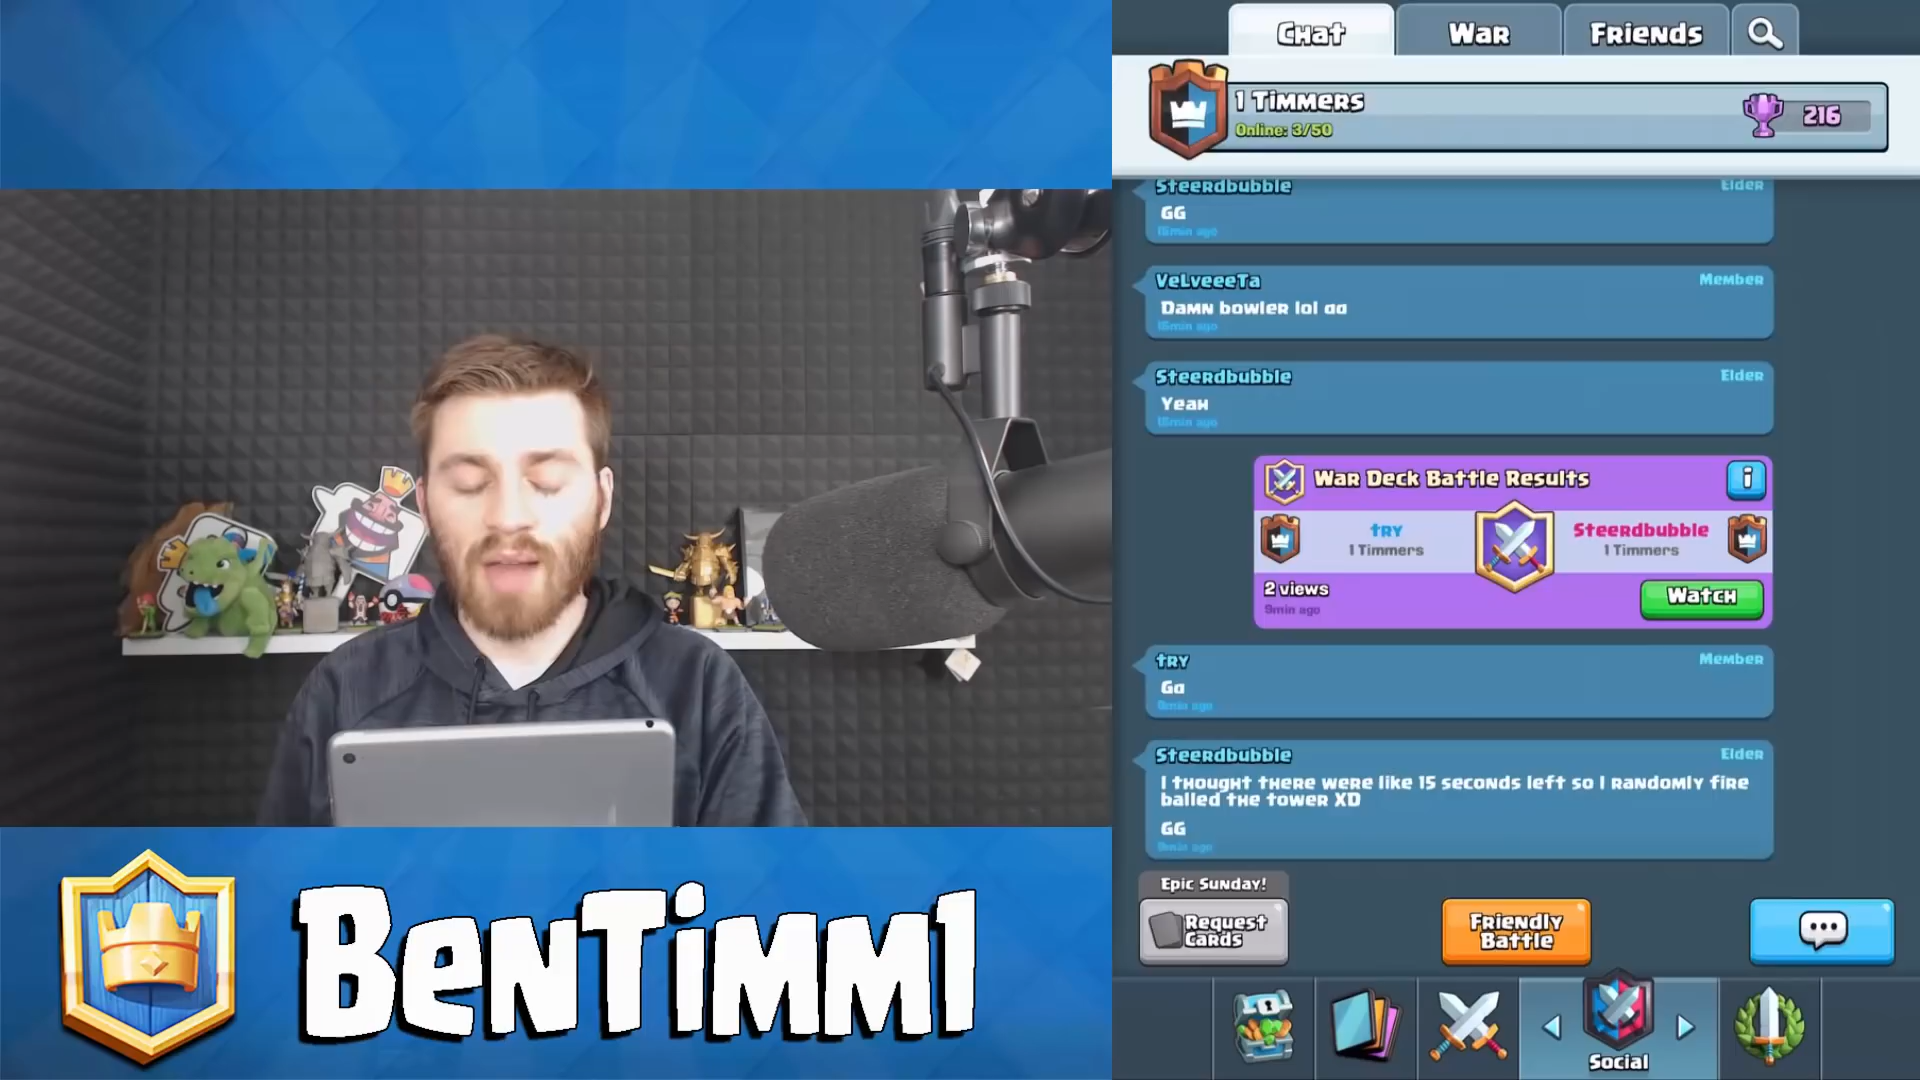 Chat
War
Friends
1 Timmers
Online: 3/50
216
Steerdbubble
Elder
GG
VeLveeeTa
Member
Damn bowler lol gg
Steerdbubble
Elder
Yeah
War Deck Battle Results
try
1 Timmers
Steerdbubble
1 Timmers
2 views
9min ago
Watch
try
Member
Gg
Steerdbubble
Elder
I thought there were like 15 seconds left so I randomly fire
balled the tower XD
GG
Epic Sunday!
Request
Cards
Friendly
Battle
Social
BenTimm1